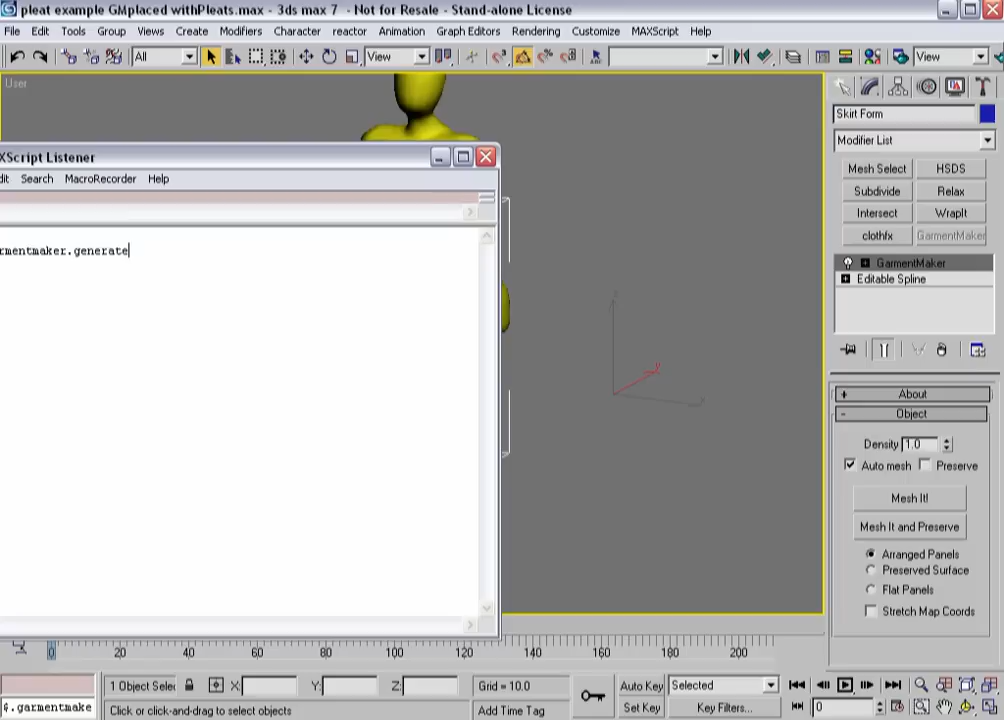 pleat example GMplaced withPleats.max - 3ds max 7 - Not for Resale - Stand-alone License
File Edit Tools Group Views Create Modifiers Character reactor Animation Graph Editors Rendering Customize MAXScript Help
All View View
User
XScript Listener
dit Search MacroRecorder Help
rmentmaker.generate
Skirt Form
Modifier List
Mesh Select HSDS
Subdivide Relax
Intersect WrapIt
clothfx GarmentMaker
GarmentMaker
Editable Spline
+ About
- Object
Density 1.0
Auto mesh Preserve
Mesh It!
Mesh It and Preserve
Arranged Panels
Preserved Surface
Flat Panels
Stretch Map Coords
0 20 40 60 80 100 120 140 160 180 200
1 Object Selec X: Y: Z: Grid = 10.0 Auto Key Selected
$.garmentmake Click or click-and-drag to select objects Add Time Tag Set Key Key Filters... 0